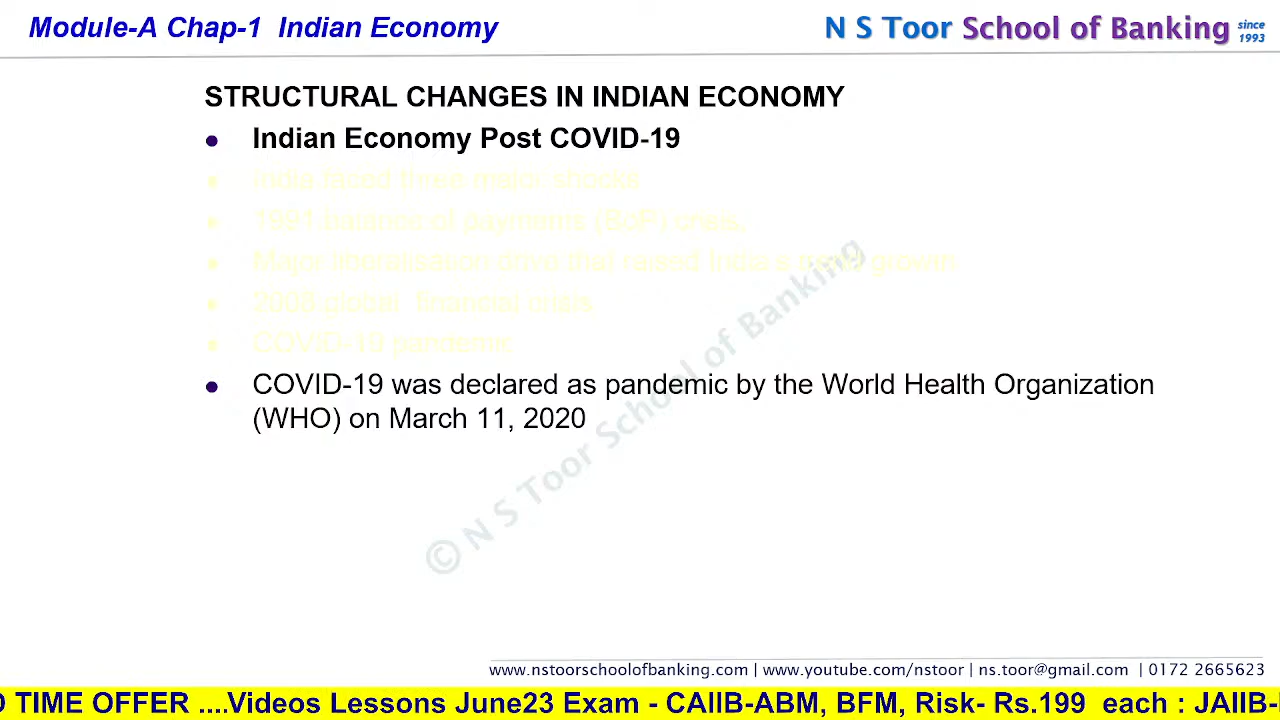 Module-A Chap-1 Indian Economy
N S Toor School of Banking since 1993
STRUCTURAL CHANGES IN INDIAN ECONOMY
Indian Economy Post COVID-19
India faced three major shocks
1991 balance of payments (BoP) crisis,
Major liberalisation drive that raised India's growth
2008 global financial crisis
COVID-19 pandemic
COVID-19 was declared as pandemic by the World Health Organization
(WHO) on March 11, 2020
© N S Toor School of Banking
www.nstoorschoolofbanking.com | www.youtube.com/nstoor | ns.toor@gmail.com | 0172 2665623
TIME OFFER ....Videos Lessons June23 Exam - CAIIB-ABM, BFM, Risk- Rs.199 each : JAIIB-